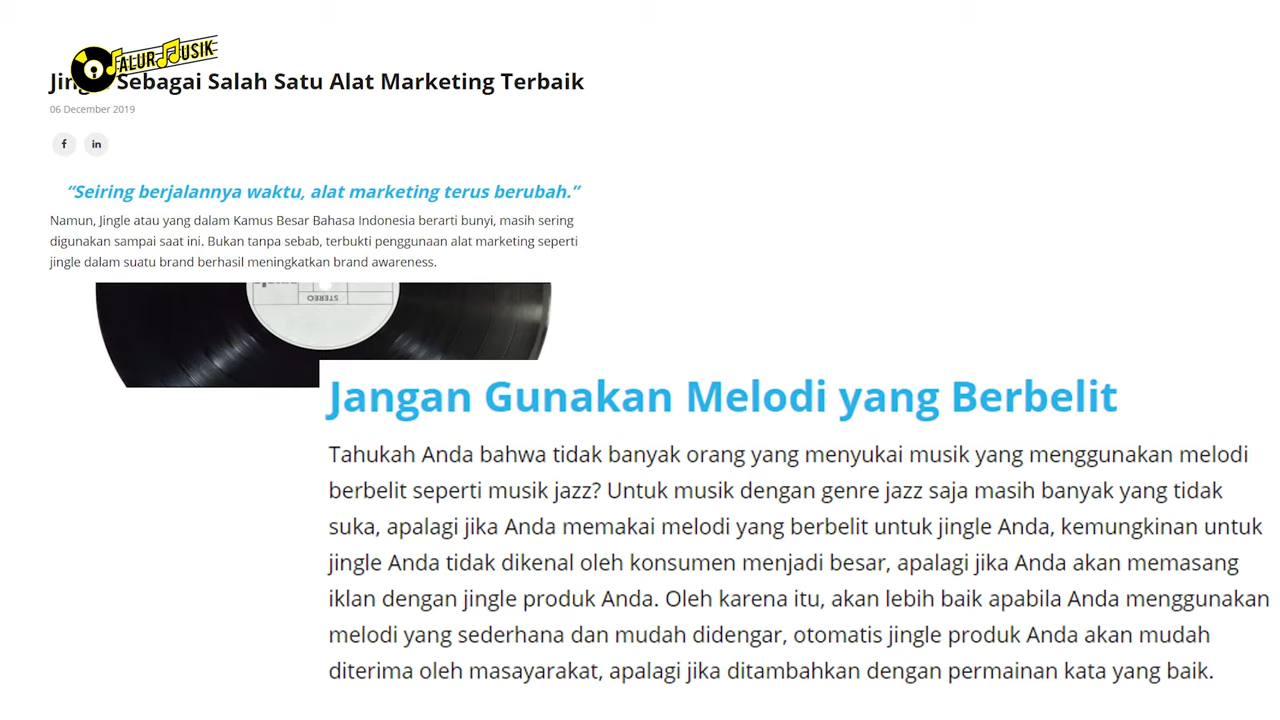 JALUR MUSIK
Jingle Sebagai Salah Satu Alat Marketing Terbaik
06 December 2019
f in
“Seiring berjalannya waktu, alat marketing terus berubah.”
Namun, Jingle atau yang dalam Kamus Besar Bahasa Indonesia berarti bunyi, masih sering
digunakan sampai saat ini. Bukan tanpa sebab, terbukti penggunaan alat marketing seperti
jingle dalam suatu brand berhasil meningkatkan brand awareness.
STEREO
Jangan Gunakan Melodi yang Berbelit
Tahukah Anda bahwa tidak banyak orang yang menyukai musik yang menggunakan melodi
berbelit seperti musik jazz? Untuk musik dengan genre jazz saja masih banyak yang tidak
suka, apalagi jika Anda memakai melodi yang berbelit untuk jingle Anda, kemungkinan untuk
jingle Anda tidak dikenal oleh konsumen menjadi besar, apalagi jika Anda akan memasang
iklan dengan jingle produk Anda. Oleh karena itu, akan lebih baik apabila Anda menggunakan
melodi yang sederhana dan mudah didengar, otomatis jingle produk Anda akan mudah
diterima oleh masayarakat, apalagi jika ditambahkan dengan permainan kata yang baik.